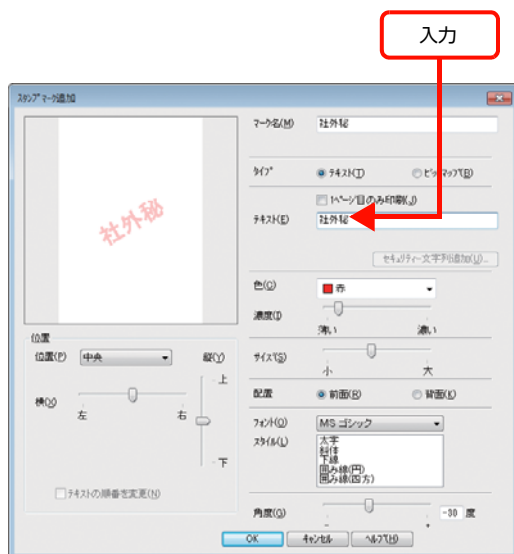 入力
スタンプマーク追加
マーク名(M) 社外秘
タイプ テキスト(T) ビットマップ(B)
1ページ目のみ印刷(J)
テキスト(E) 社外秘
セキュリティー文字列追加(U)...
社外秘
色(O) 赤
濃度(I)
薄い 濃い
位置
位置(P) 中央 縦(Y)
サイズ(S)
小 大
上
横(X)
左 右
下
配置 前面(R) 背面(K)
フォント(O) MS ゴシック
スタイル(L) 太字
斜体
下線
囲み線(円)
囲み線(四方)
テキストの順番を変更(N)
角度(G) -30 度
- +
OK キャンセル ヘルプ(H)